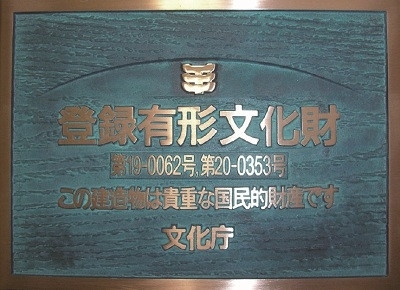 登録有形文化財
第19-0062号,第20-0353号
この建造物は貴重な国民的財産です
文化庁